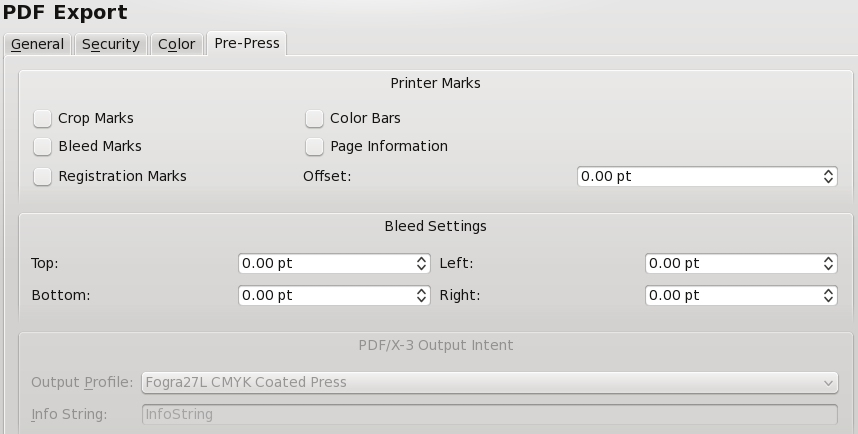 PDF Export
General Security Color Pre-Press
Printer Marks
Crop Marks Color Bars
Bleed Marks Page Information
Registration Marks Offset: 0.00 pt
Bleed Settings
Top: 0.00 pt Left: 0.00 pt
Bottom: 0.00 pt Right: 0.00 pt
PDF/X-3 Output Intent
Output Profile: Fogra27L CMYK Coated Press
Info String: InfoString